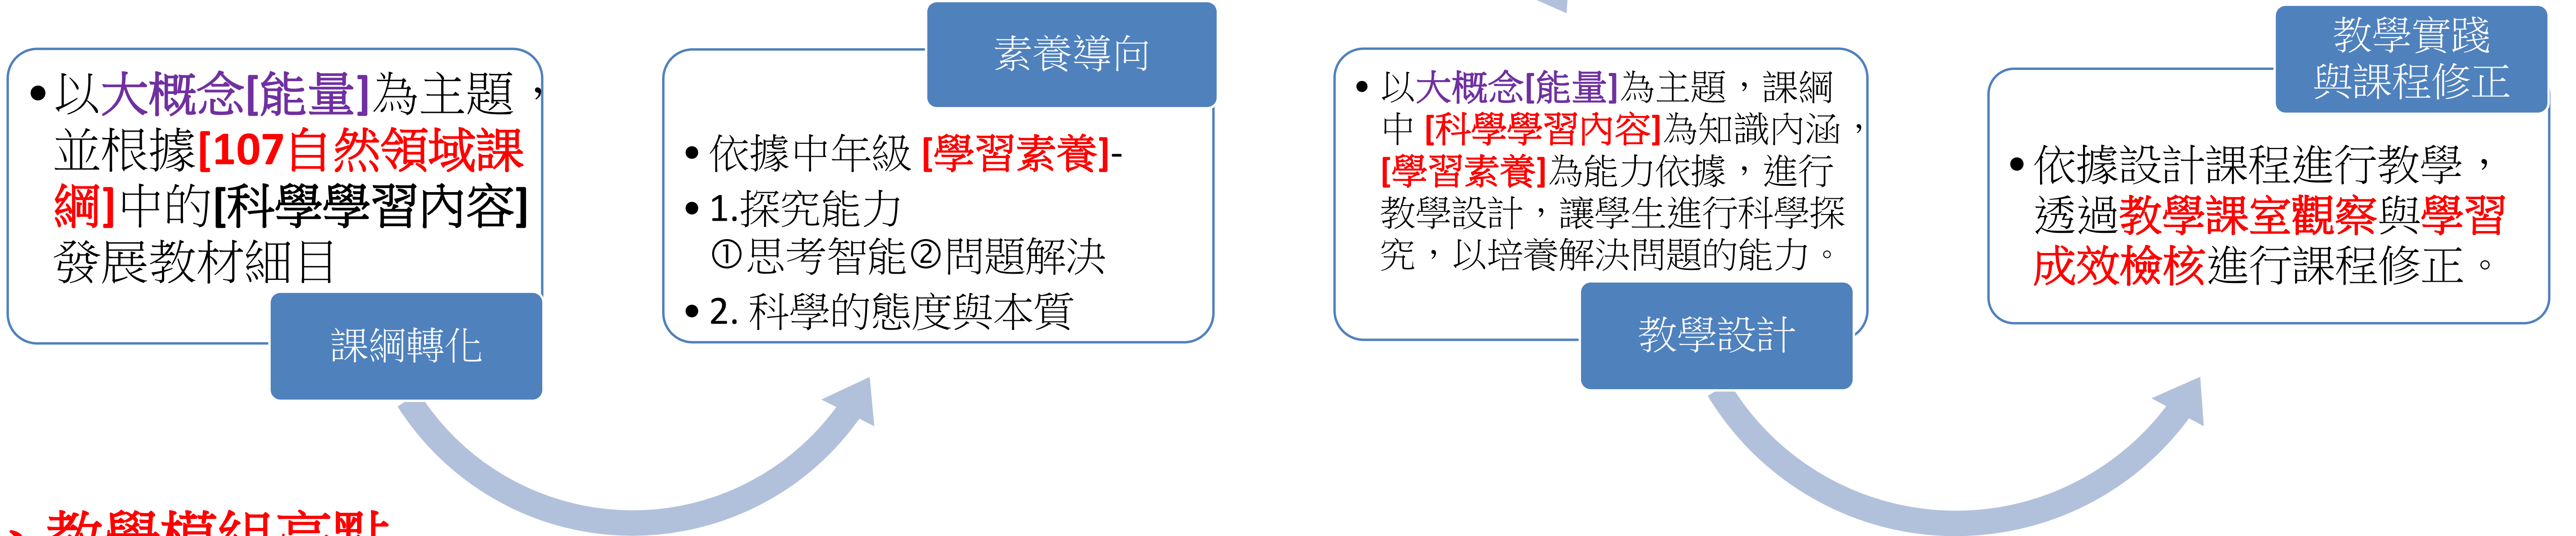 • 以大概念[能量]為主題，
並根據[107自然領域課
綱]中的[科學學習內容]
發展教材細目
課綱轉化
素養導向
• 依據中年級 [學習素養]-
• 1.探究能力
①思考智能②問題解決
• 2. 科學的態度與本質
• 以大概念[能量]為主題，課綱
中 [科學學習內容]為知識內涵，
[學習素養]為能力依據，進行
教學設計，讓學生進行科學探
究，以培養解決問題的能力。
教學設計
教學實踐
與課程修正
• 依據設計課程進行教學，
透過教學課室觀察與學習
成效檢核進行課程修正。
、教學模組亮點